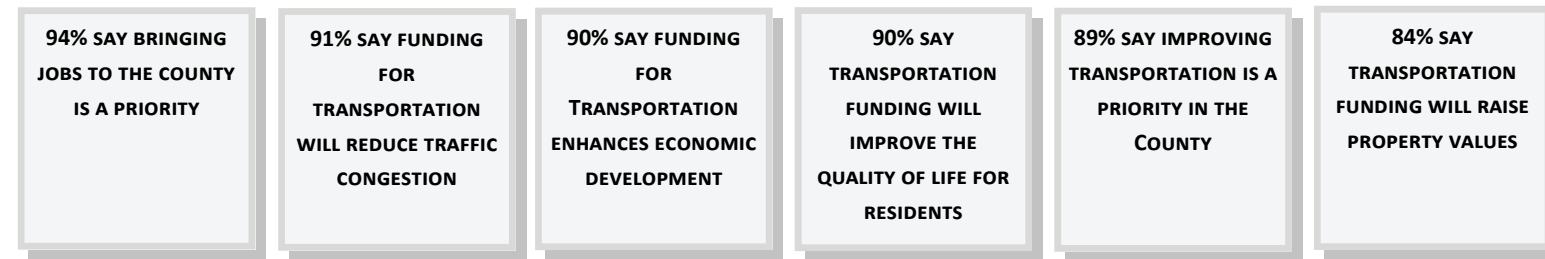 94% SAY BRINGING
JOBS TO THE COUNTY
IS A PRIORITY
91% SAY FUNDING
FOR
TRANSPORTATION
WILL REDUCE TRAFFIC
CONGESTION
90% SAY FUNDING
FOR
TRANSPORTATION
ENHANCES ECONOMIC
DEVELOPMENT
90% SAY
TRANSPORTATION
FUNDING WILL
IMPROVE THE
QUALITY OF LIFE FOR
RESIDENTS
89% SAY IMPROVING
TRANSPORTATION IS A
PRIORITY IN THE
COUNTY
84% SAY
TRANSPORTATION
FUNDING WILL RAISE
PROPERTY VALUES